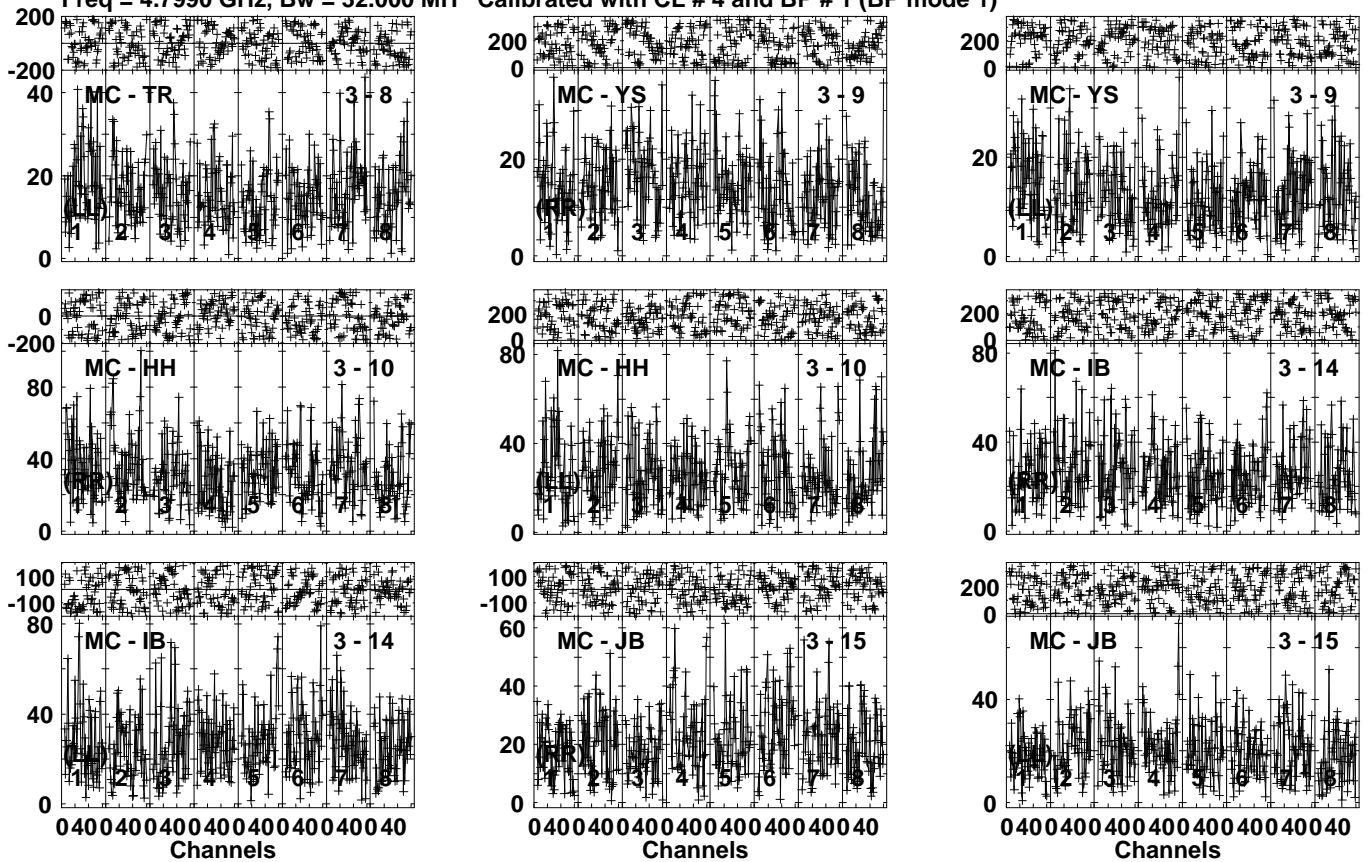 Freq = 4.7990 GHz, Bw = 32.000 MH Calibrated with CL # 4 and BP # 1 (BP mode 1)
200
-200
40
20
0
MC - TR 3 - 8
(LL)
1 2 3 4 5 6 7 8
200
0
20
0
MC - YS 3 - 9
(RR)
1 2 3 4 5 6 7 8
200
0
20
0
MC - YS 3 - 9
(LL)
1 2 3 4 5 6 7 8
0
-200
80
40
0
MC - HH 3 - 10
(RR)
1 2 3 4 5 6 7 8
200
0
80
40
0
MC - HH 3 - 10
(LL)
1 2 3 4 5 6 7 8
200
0
80
40
0
MC - IB 3 - 14
(RR)
1 2 3 4 5 6 7 8
100
-100
80
40
0
MC - IB 3 - 14
(LL)
1 2 3 4 5 6 7 8
0 40 0 40 0 40 0 40 0 40 0 40 0 40 0 40
Channels
100
-100
60
40
20
0
MC - JB 3 - 15
(RR)
1 2 3 4 5 6 7 8
0 40 0 40 0 40 0 40 0 40 0 40 0 40 0 40
Channels
200
0
40
0
MC - JB 3 - 15
(LL)
1 2 3 4 5 6 7 8
0 40 0 40 0 40 0 40 0 40 0 40 0 40 0 40
Channels